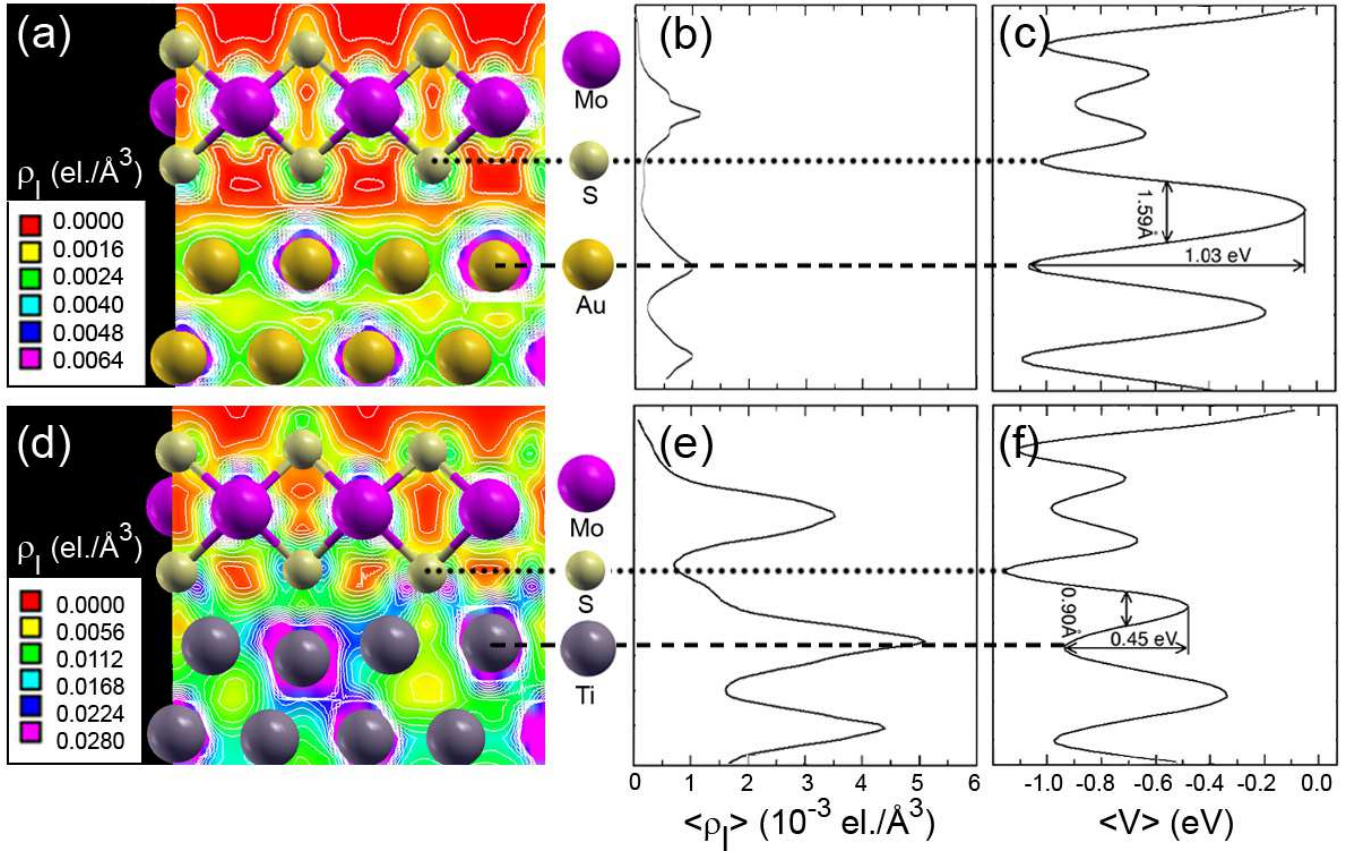 (a)
(b)
(c)
Mo
S
Au
ρI (el./Å3)
0.0000
0.0016
0.0024
0.0040
0.0048
0.0064
1.59Å
1.03 eV
(d)
(e)
(f)
Mo
S
Ti
ρI (el./Å3)
0.0000
0.0056
0.0112
0.0168
0.0224
0.0280
0.90Å
0.45 eV
0 1 2 3 4 5 6
-1.0 -0.8 -0.6 -0.4 -0.2 0.0
<ρI> (10-3 el./Å3)
<V> (eV)